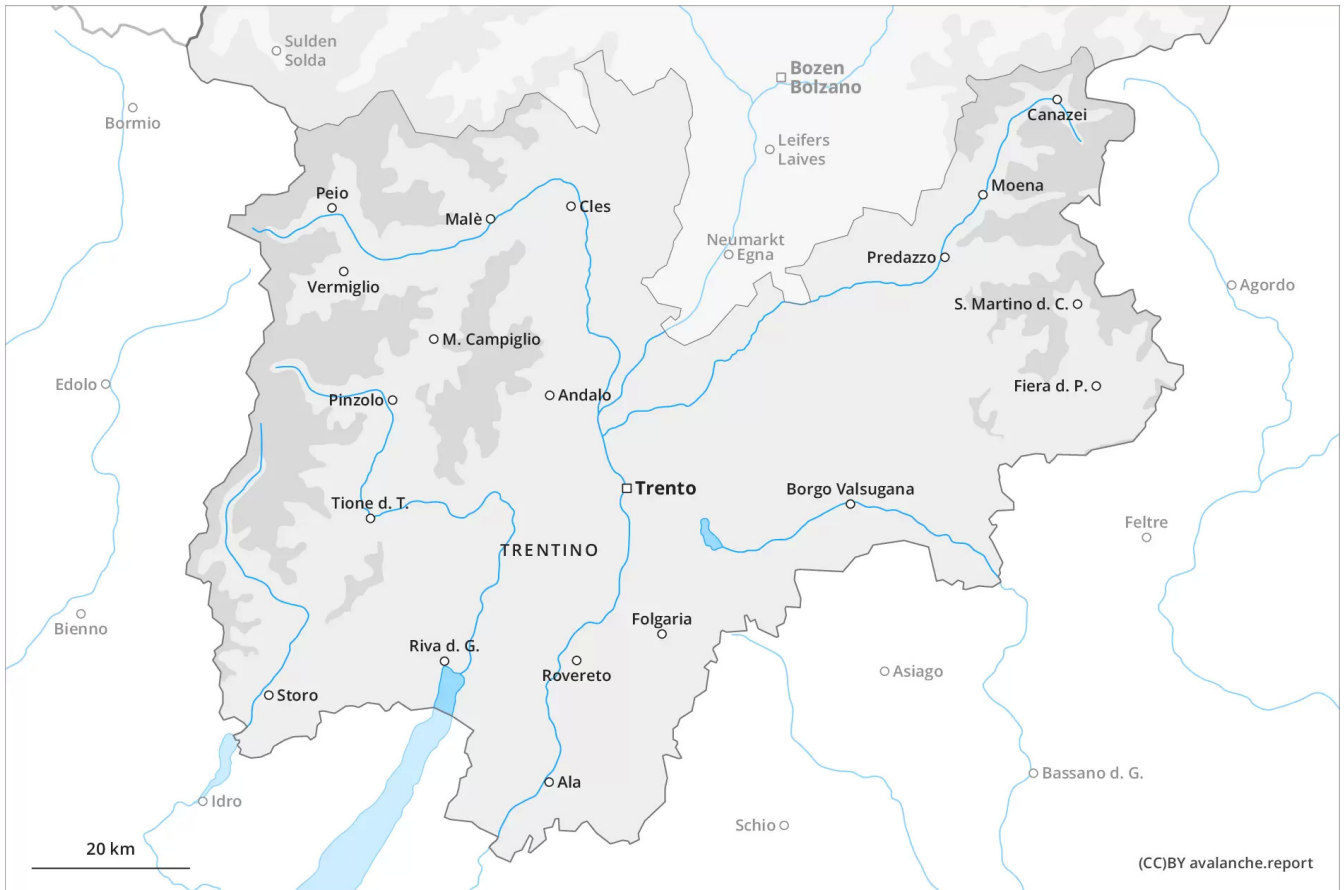 Sulden
Solda
Bozen
Bolzano
Bormio
Canazei
Leifers
Laives
Peio
Moena
Malè
Cles
Neumarkt
Egna
Predazzo
Vermiglio
Agordo
S. Martino d. C.
M. Campiglio
Edolo
Fiera d. P.
Pinzolo
Andalo
Trento
Borgo Valsugana
Tione d. T.
Feltre
TRENTINO
Folgaria
Bienno
Riva d. G.
Rovereto
Asiago
Storo
Bassano d. G.
Ala
Idro
Schio
20 km
(CC)BY avalanche.report